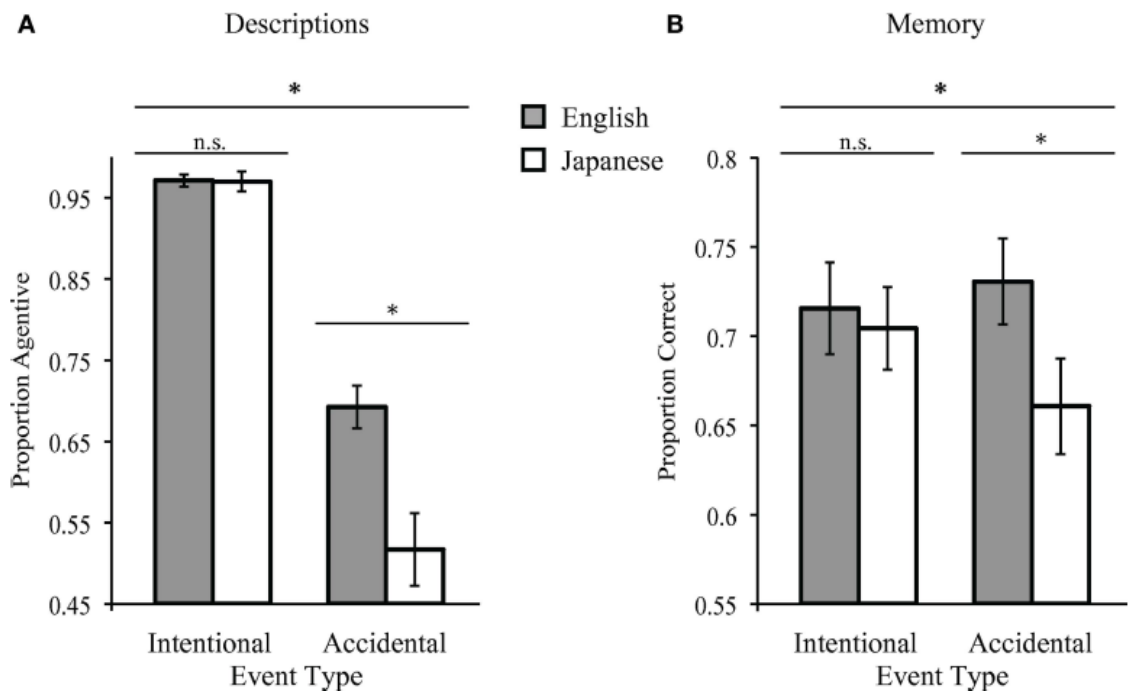 A
Descriptions
*
n.s.
*
0.95
0.85
0.75
0.65
0.55
0.45
Proportion Agentive
Intentional
Accidental
Event Type
English
Japanese
B
Memory
*
n.s.
*
0.8
0.75
0.7
0.65
0.6
0.55
Proportion Correct
Intentional
Accidental
Event Type